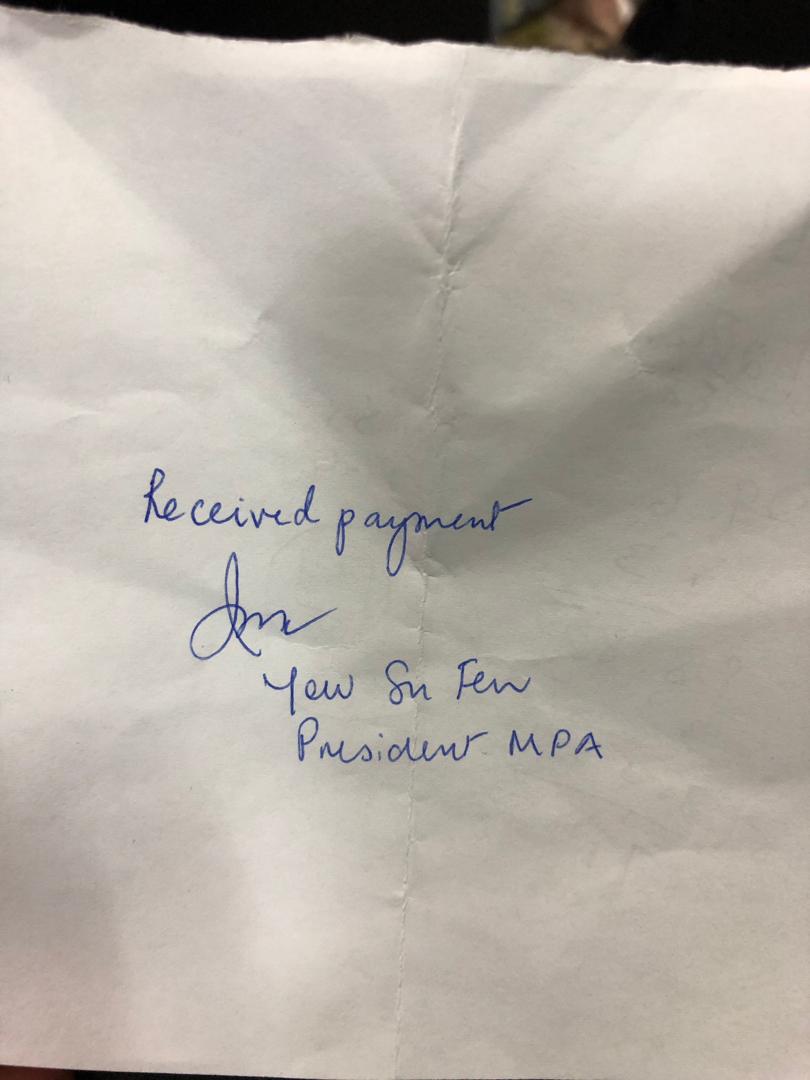 Received payment
Yew Su Fen
President MPA